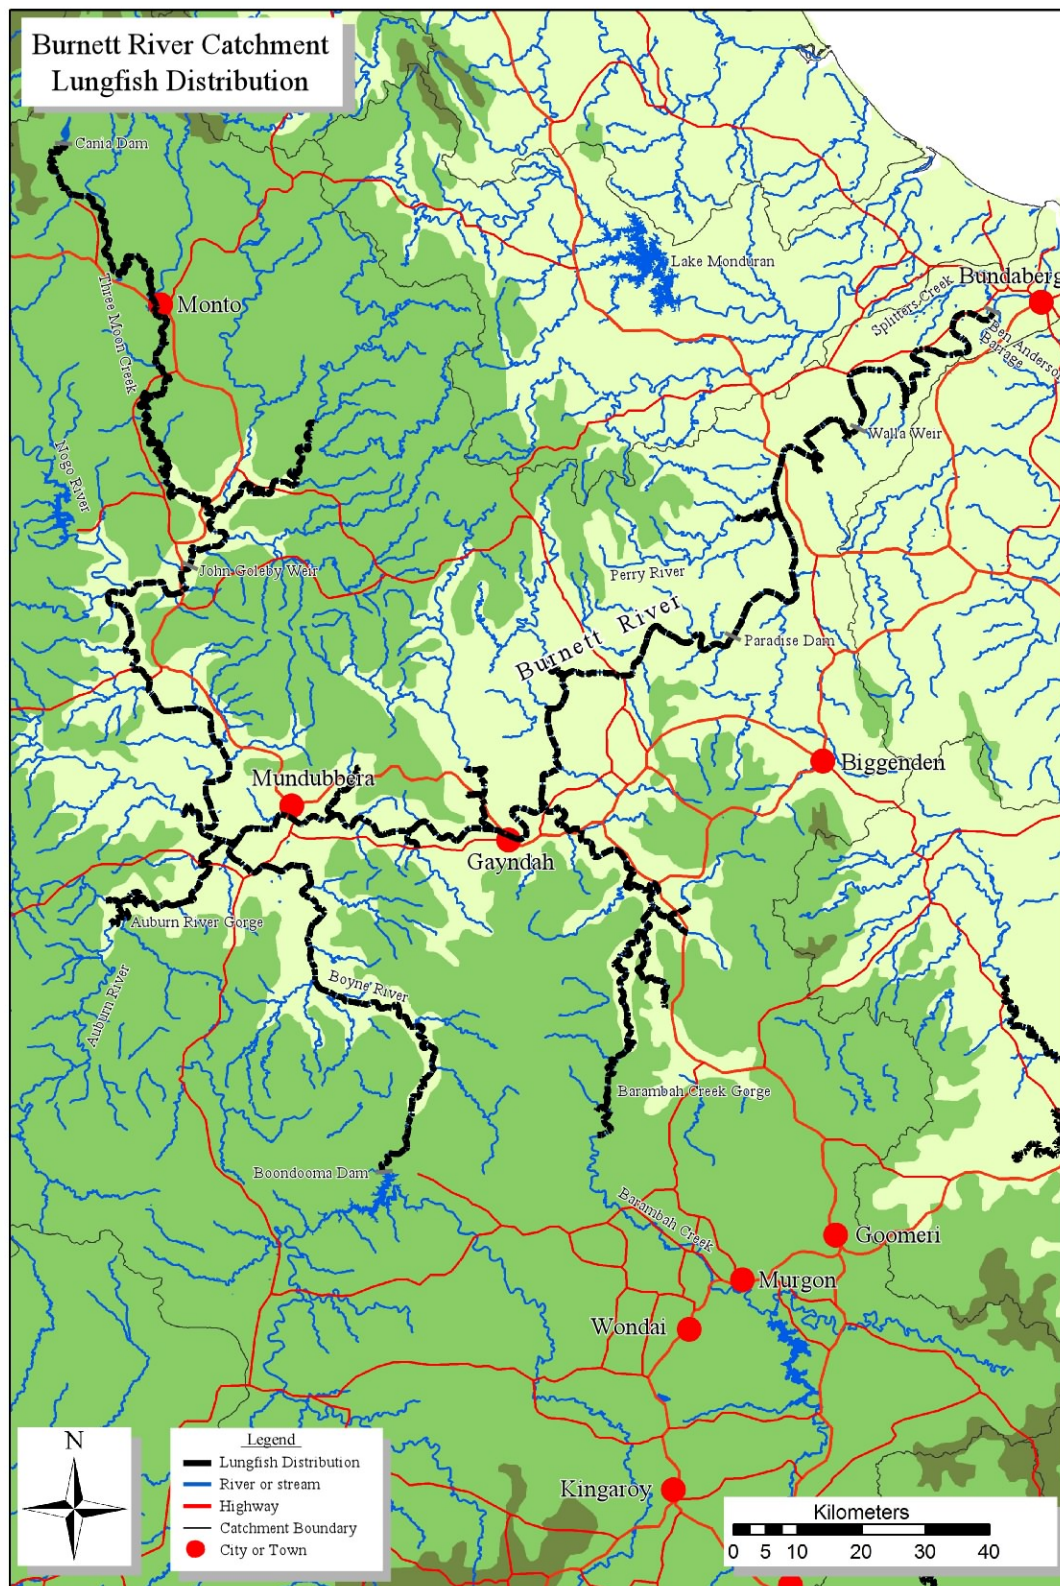 Burnett River Catchment
Lungfish Distribution
Cania Dam
Lake Monduran
Bundaberg
Splitters Creek
Ben Anderson
Barrage
Three Moon Creek
Monto
Walla Weir
Nogo River
John Goleby Weir
Perry River
Burnett River
Paradise Dam
Mundubbera
Biggenden
Gayndah
Auburn River Gorge
Auburn River
Boyne River
Barambah Creek Gorge
Boondooma Dam
Barambah Creek
Goomeri
Murgon
Wondai
Kingaroy
N
Legend
Lungfish Distribution
River or stream
Highway
Catchment Boundary
City or Town
Kilometers
0 5 10 20 30 40